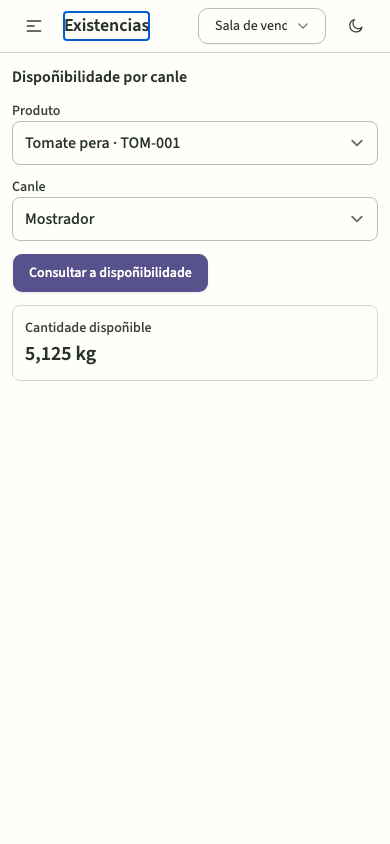 Existencias
Sala de venc
Dispoñibilidade por canle
Produto
Tomate pera · TOM-001
Canle
Mostrador
Consultar a dispoñibilidade
Cantidade dispoñible
5,125 kg